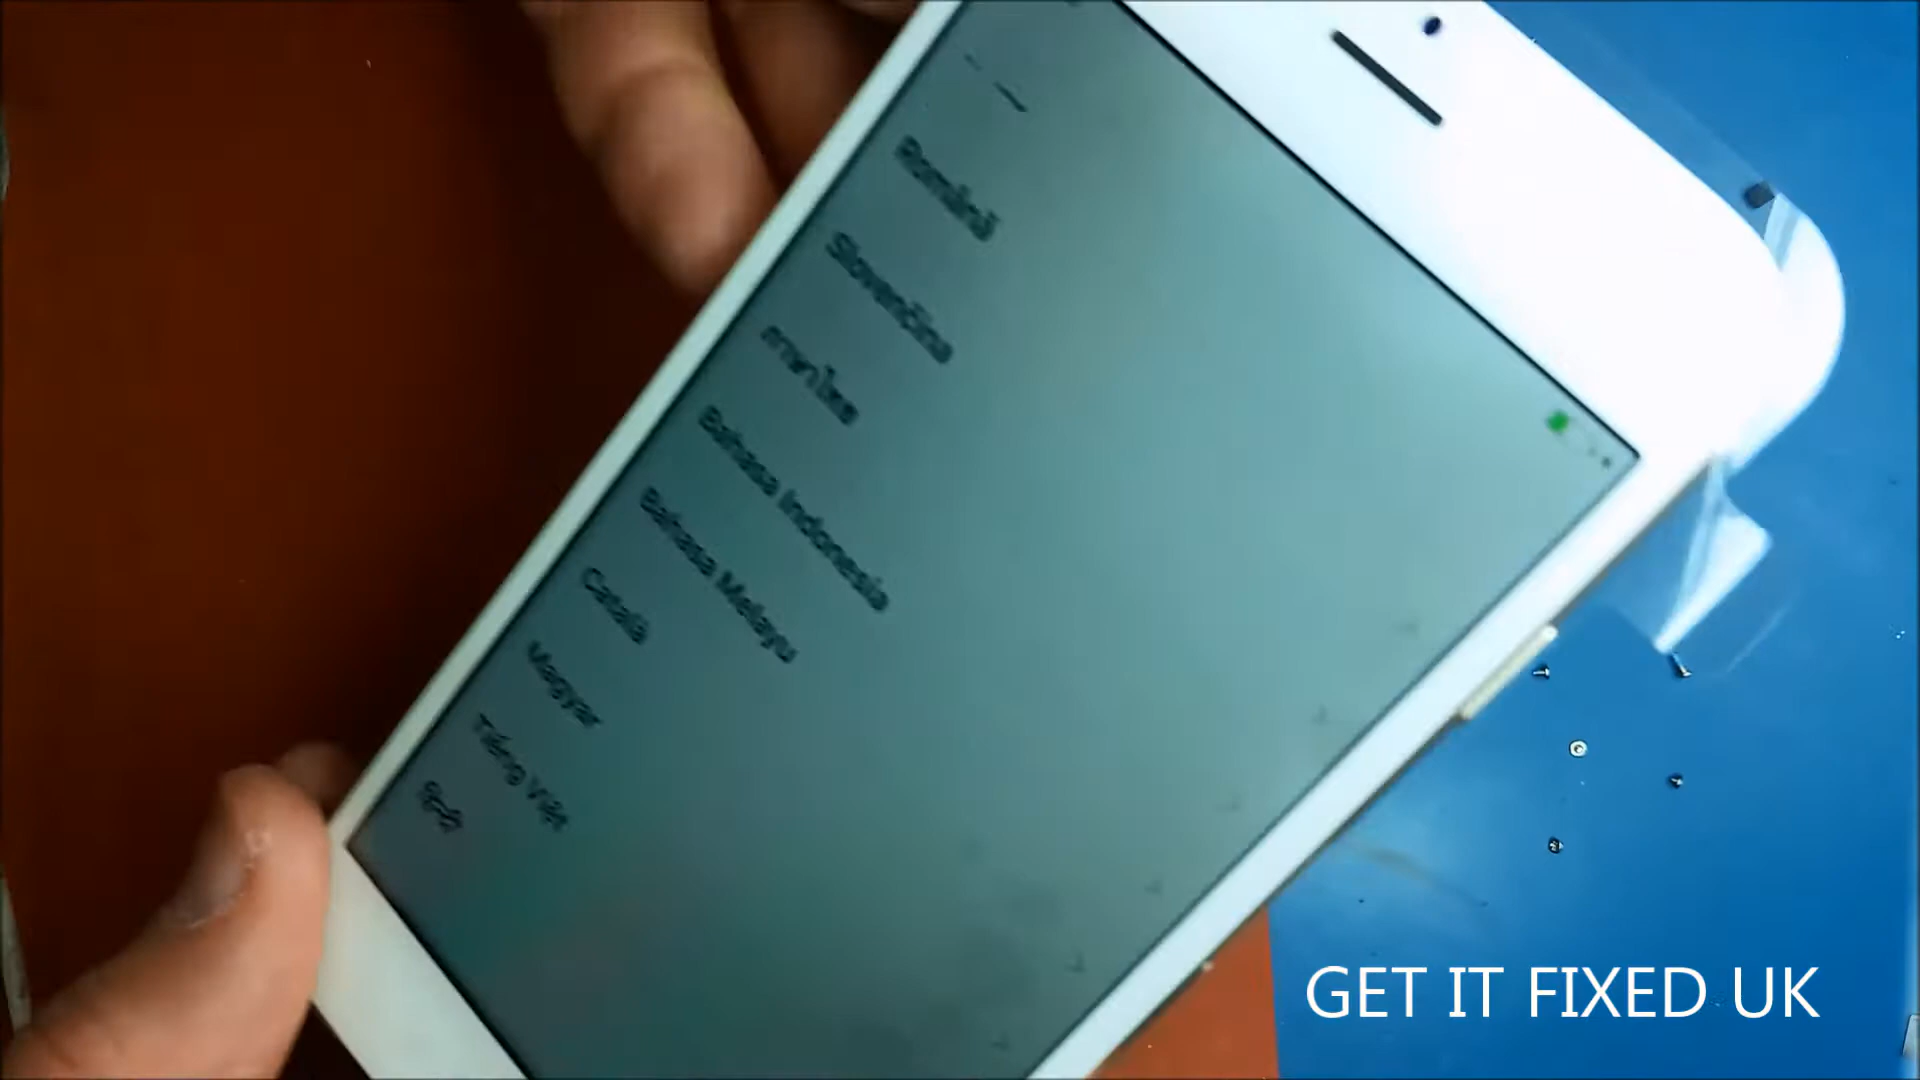 Română
Slovenčina
ภาษาไทย
Bahasa Indonesia
Bahasa Melayu
Català
Magyar
Tiếng Việt
हिन्दी
GET IT FIXED UK